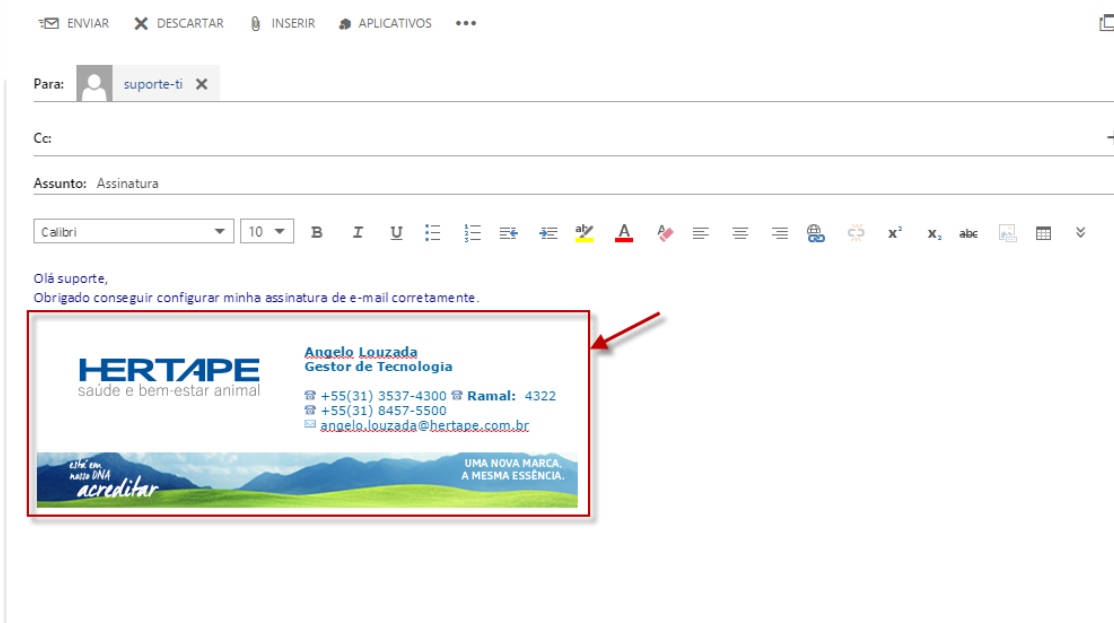 ENVIAR DESCARTAR INSERIR APLICATIVOS •••
Para: suporte-ti
Cc:
Assunto: Assinatura
Calibri 10 B I U A x² x₂ abc
Olá suporte,
Obrigado conseguir configurar minha assinatura de e-mail corretamente.
HERTAPE
saúde e bem-estar animal
Angelo Louzada
Gestor de Tecnologia
+55(31) 3537-4300 Ramal: 4322
+55(31) 8457-5500
angelo.louzada@hertape.com.br
está em
nosso DNA
acreditar
UMA NOVA MARCA.
A MESMA ESSÊNCIA.